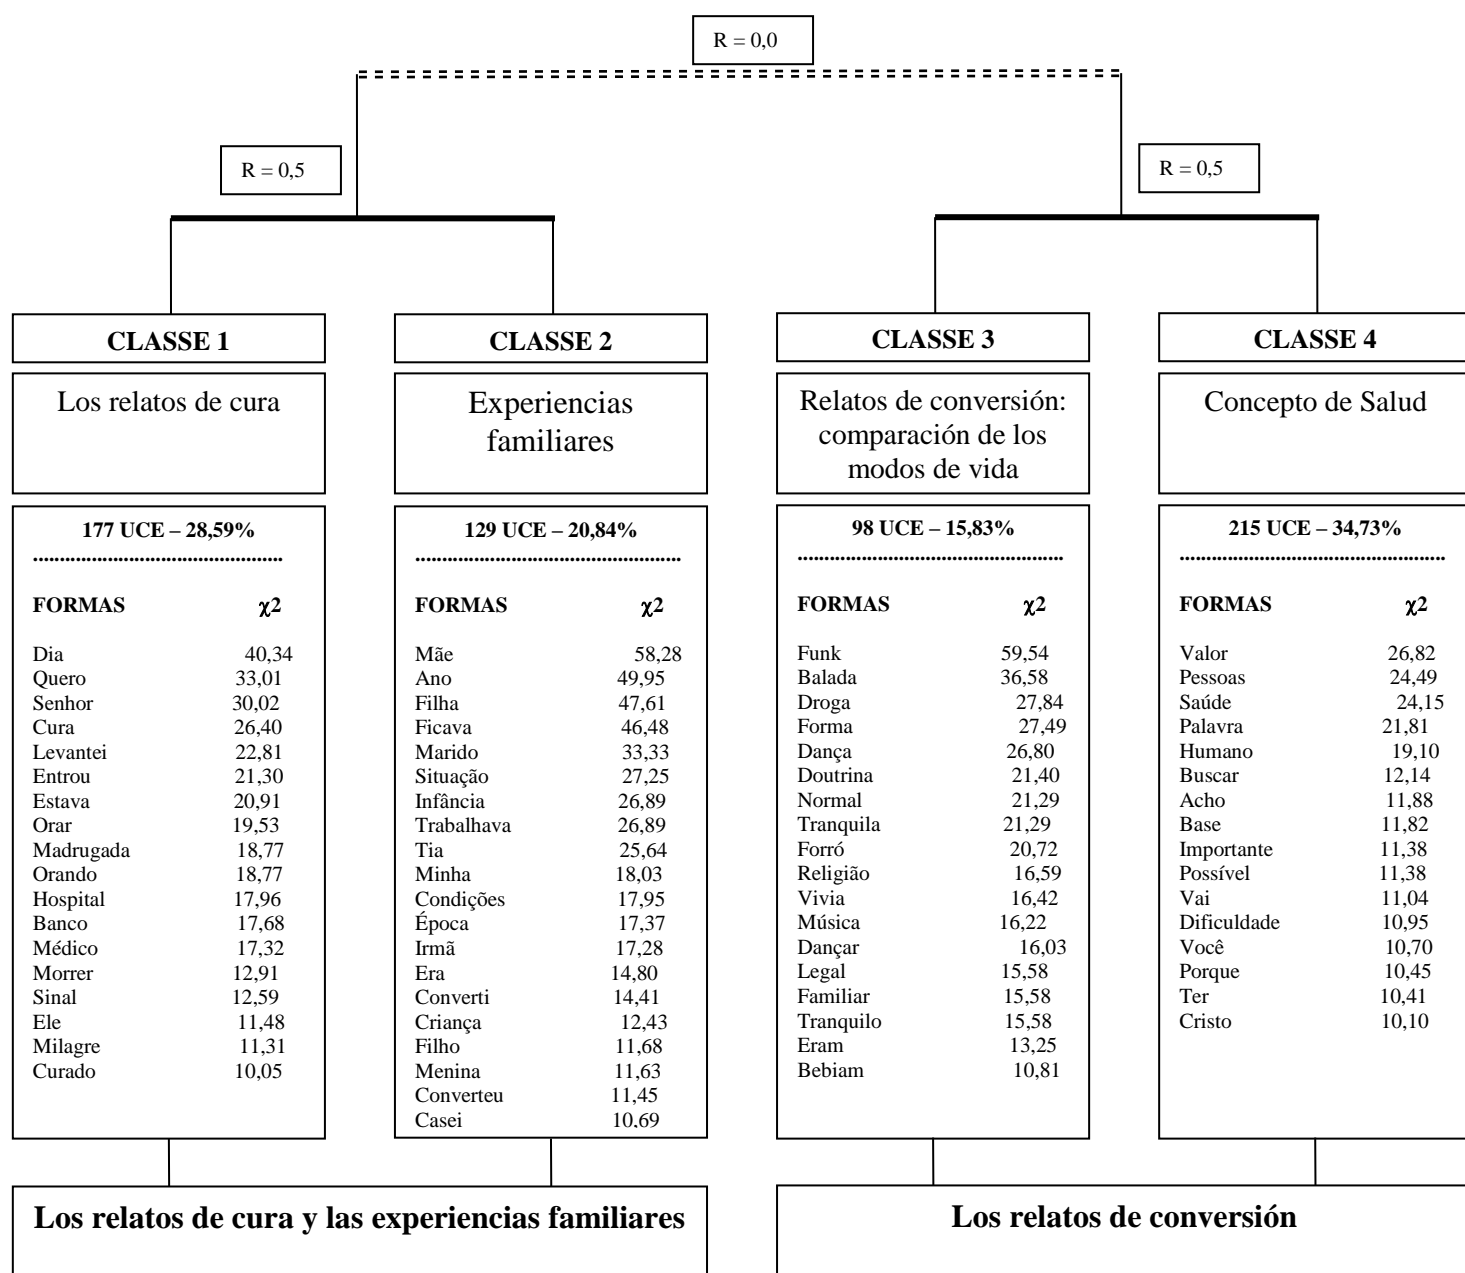 R = 0,0
R = 0,5
R = 0,5
CLASSE 1
Los relatos de cura
177 UCE – 28,59%
FORMAS χ2
Dia 40,34
Quero 33,01
Senhor 30,02
Cura 26,40
Levantei 22,81
Entrou 21,30
Estava 20,91
Orar 19,53
Madrugada 18,77
Orando 18,77
Hospital 17,96
Banco 17,68
Médico 17,32
Morrer 12,91
Sinal 12,59
Ele 11,48
Milagre 11,31
Curado 10,05
CLASSE 2
Experiencias
familiares
129 UCE – 20,84%
FORMAS χ2
Mãe 58,28
Ano 49,95
Filha 47,61
Ficava 46,48
Marido 33,33
Situação 27,25
Infância 26,89
Trabalhava 26,89
Tia 25,64
Minha 18,03
Condições 17,95
Época 17,37
Irmã 17,28
Era 14,80
Converti 14,41
Criança 12,43
Filho 11,68
Menina 11,63
Converteu 11,45
Casei 10,69
CLASSE 3
Relatos de conversión:
comparación de los
modos de vida
98 UCE – 15,83%
FORMAS χ2
Funk 59,54
Balada 36,58
Droga 27,84
Forma 27,49
Dança 26,80
Doutrina 21,40
Normal 21,29
Tranquila 21,29
Forró 20,72
Religião 16,59
Vivia 16,42
Música 16,22
Dançar 16,03
Legal 15,58
Familiar 15,58
Tranquilo 15,58
Eram 13,25
Bebiam 10,81
CLASSE 4
Concepto de Salud
215 UCE – 34,73%
FORMAS χ2
Valor 26,82
Pessoas 24,49
Saúde 24,15
Palavra 21,81
Humano 19,10
Buscar 12,14
Acho 11,88
Base 11,82
Importante 11,38
Possível 11,38
Vai 11,04
Dificuldade 10,95
Você 10,70
Porque 10,45
Ter 10,41
Cristo 10,10
Los relatos de cura y las experiencias familiares
Los relatos de conversión